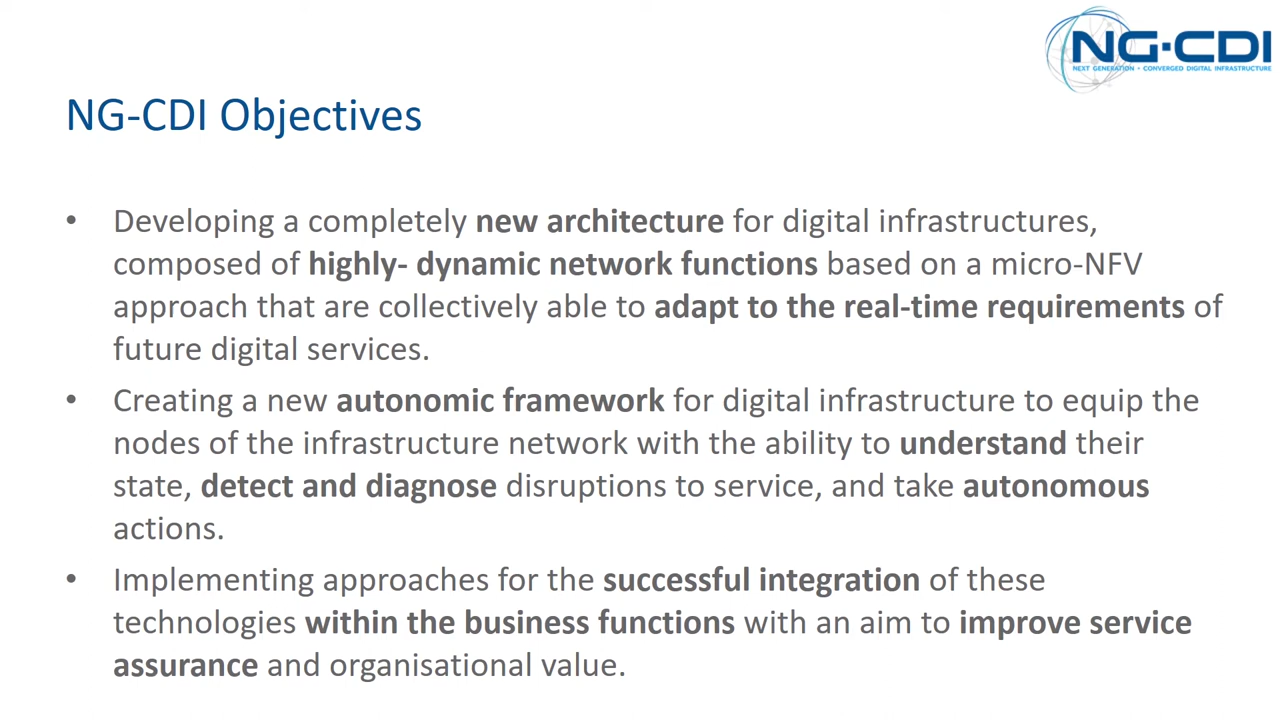 NG-CDI
NEXT GENERATION • CONVERGED DIGITAL INFRASTRUCTURE
NG-CDI Objectives
• Developing a completely new architecture for digital infrastructures,
composed of highly- dynamic network functions based on a micro-NFV
approach that are collectively able to adapt to the real-time requirements of
future digital services.
• Creating a new autonomic framework for digital infrastructure to equip the
nodes of the infrastructure network with the ability to understand their
state, detect and diagnose disruptions to service, and take autonomous
actions.
• Implementing approaches for the successful integration of these
technologies within the business functions with an aim to improve service
assurance and organisational value.